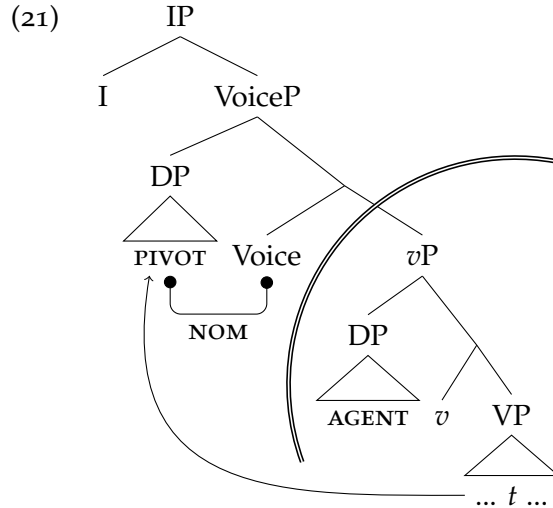 (21) IP
I VoiceP
DP
PIVOT Voice vP
NOM DP
AGENT v VP
... t ...